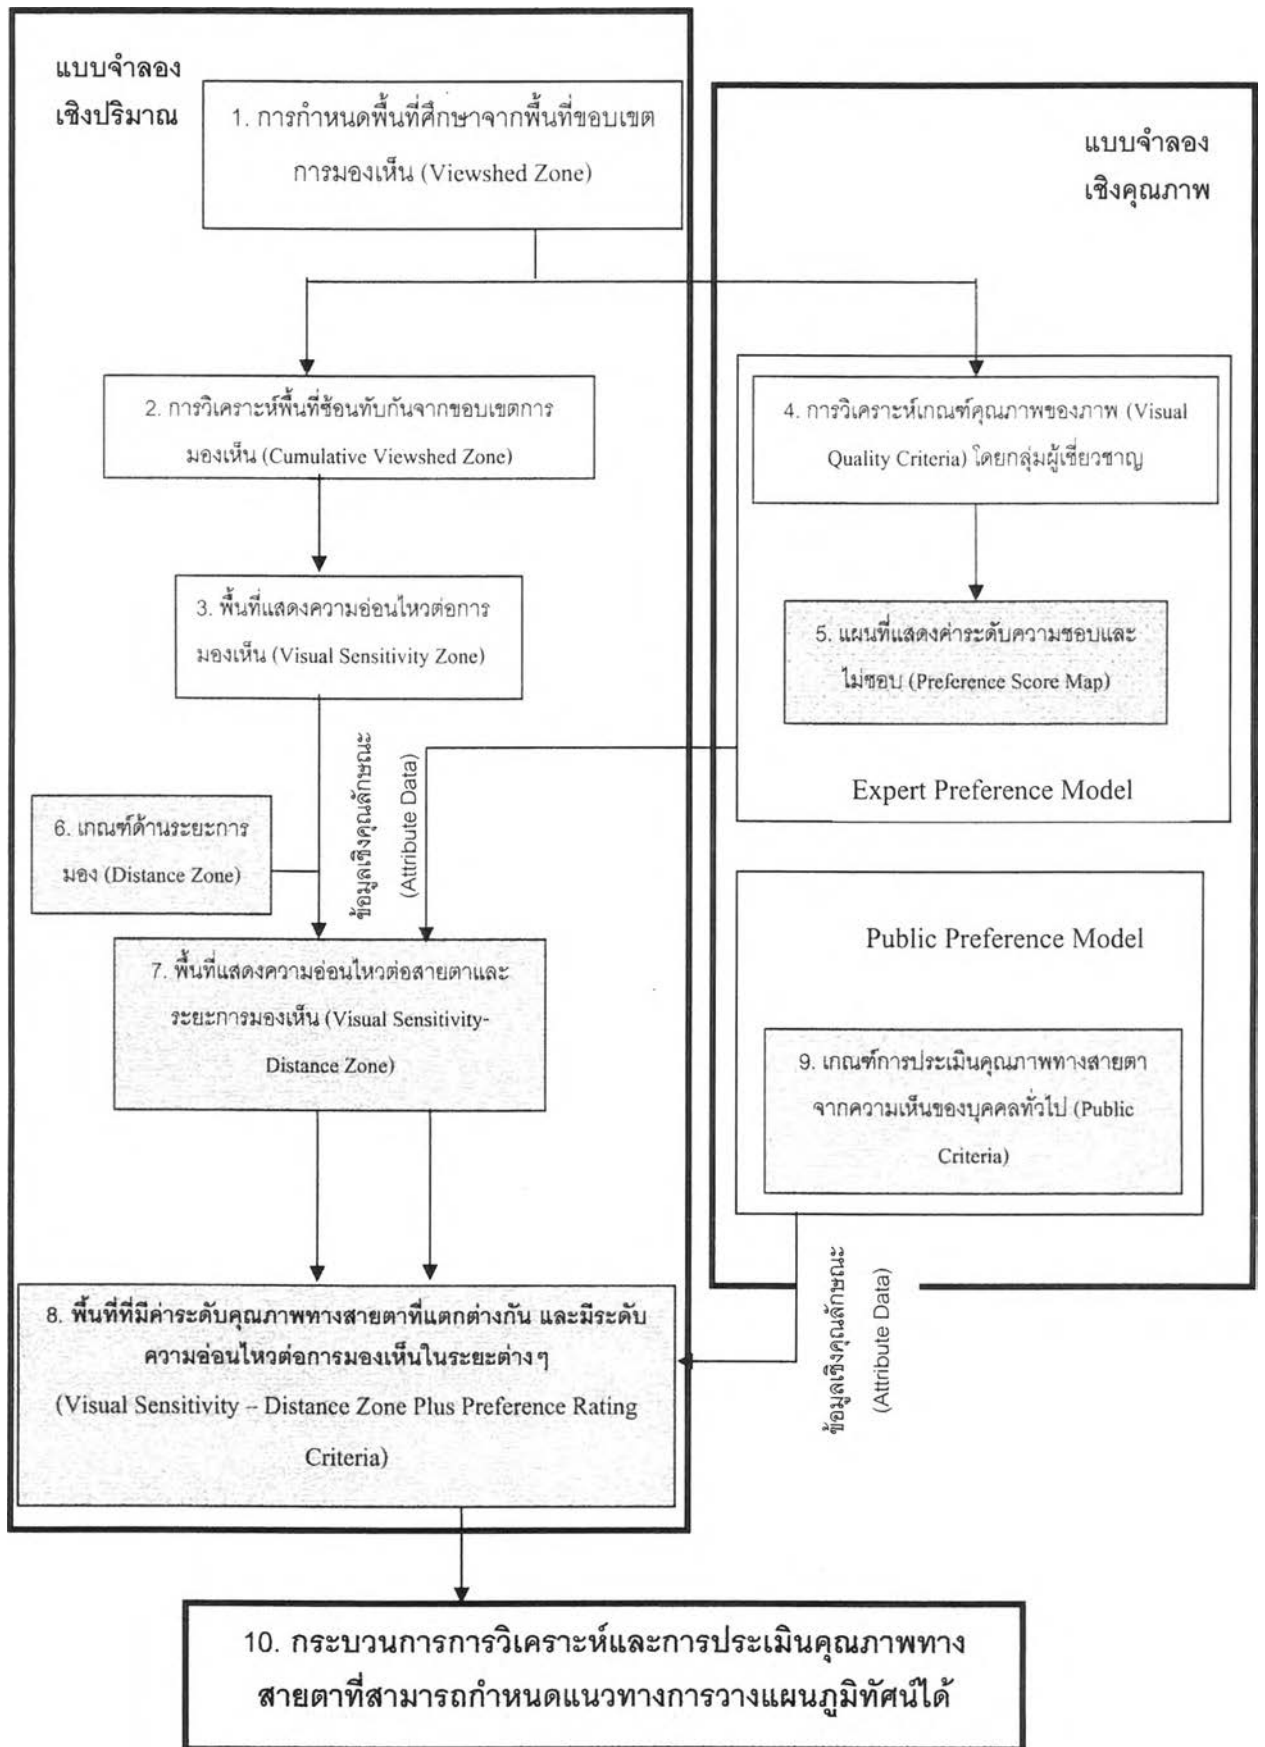 แบบจำลอง
เชิงปริมาณ
1. การกำหนดพื้นที่ศึกษาจากพื้นที่ขอบเขต
การมองเห็น (Viewshed Zone)
แบบจำลอง
เชิงคุณภาพ
2. การวิเคราะห์พื้นที่ซ้อนทับกันจากขอบเขตการ
มองเห็น (Cumulative Viewshed Zone)
4. การวิเคราะห์เกณฑ์คุณภาพของภาพ (Visual
Quality Criteria) โดยกลุ่มผู้เชี่ยวชาญ
3. พื้นที่แสดงความอ่อนไหวต่อการ
มองเห็น (Visual Sensitivity Zone)
5. แผนที่แสดงค่าระดับความชอบและ
ไม่ชอบ (Preference Score Map)
Expert Preference Model
ข้อมูลเชิงคุณลักษณะ
(Attribute Data)
6. เกณฑ์ด้านระยะการ
มอง (Distance Zone)
7. พื้นที่แสดงความอ่อนไหวต่อสายตาและ
ระยะการมองเห็น (Visual Sensitivity-
Distance Zone)
Public Preference Model
9. เกณฑ์การประเมินคุณภาพทางสายตา
จากความเห็นของบุคคลทั่วไป (Public
Criteria)
ข้อมูลเชิงคุณลักษณะ
(Attribute Data)
8. พื้นที่ที่มีค่าระดับคุณภาพทางสายตาที่แตกต่างกัน และมีระดับ
ความอ่อนไหวต่อการมองเห็นในระยะต่างๆ
(Visual Sensitivity – Distance Zone Plus Preference Rating
Criteria)
10. กระบวนการการวิเคราะห์และการประเมินคุณภาพทาง
สายตาที่สามารถกำหนดแนวทางการวางแผนภูมิทัศน์ได้